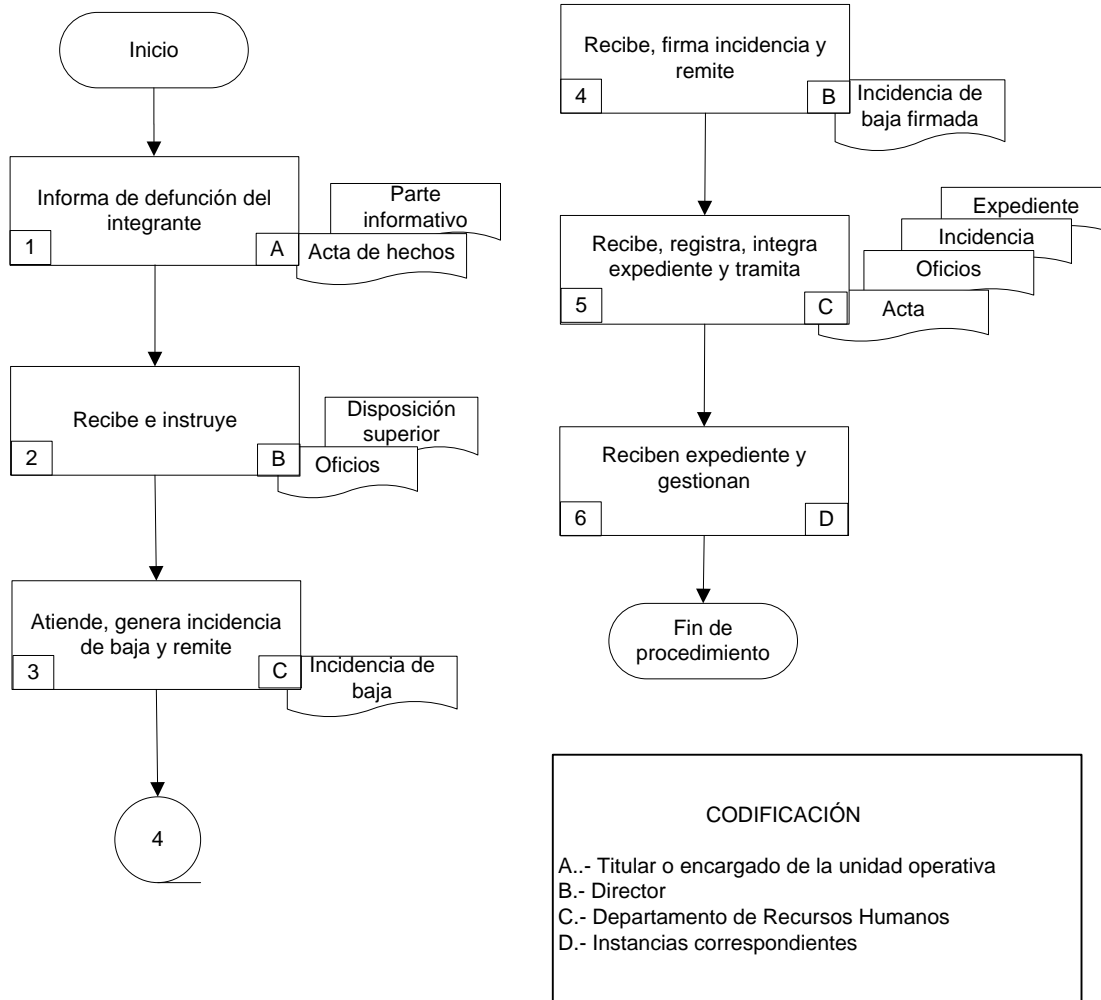 Inicio
Informa de defunción del
integrante
1
A
Parte
informativo
Acta de hechos
Recibe e instruye
2
B
Disposición
superior
Oficios
Atiende, genera incidencia
de baja y remite
3
C
Incidencia de
baja
4
Recibe, firma incidencia y
remite
4
B
Incidencia de
baja firmada
Recibe, registra, integra
expediente y tramita
5
C
Expediente
Incidencia
Oficios
Acta
Reciben expediente y
gestionan
6
D
Fin de
procedimiento
CODIFICACIÓN
A..- Titular o encargado de la unidad operativa
B.- Director
C.- Departamento de Recursos Humanos
D.- Instancias correspondientes